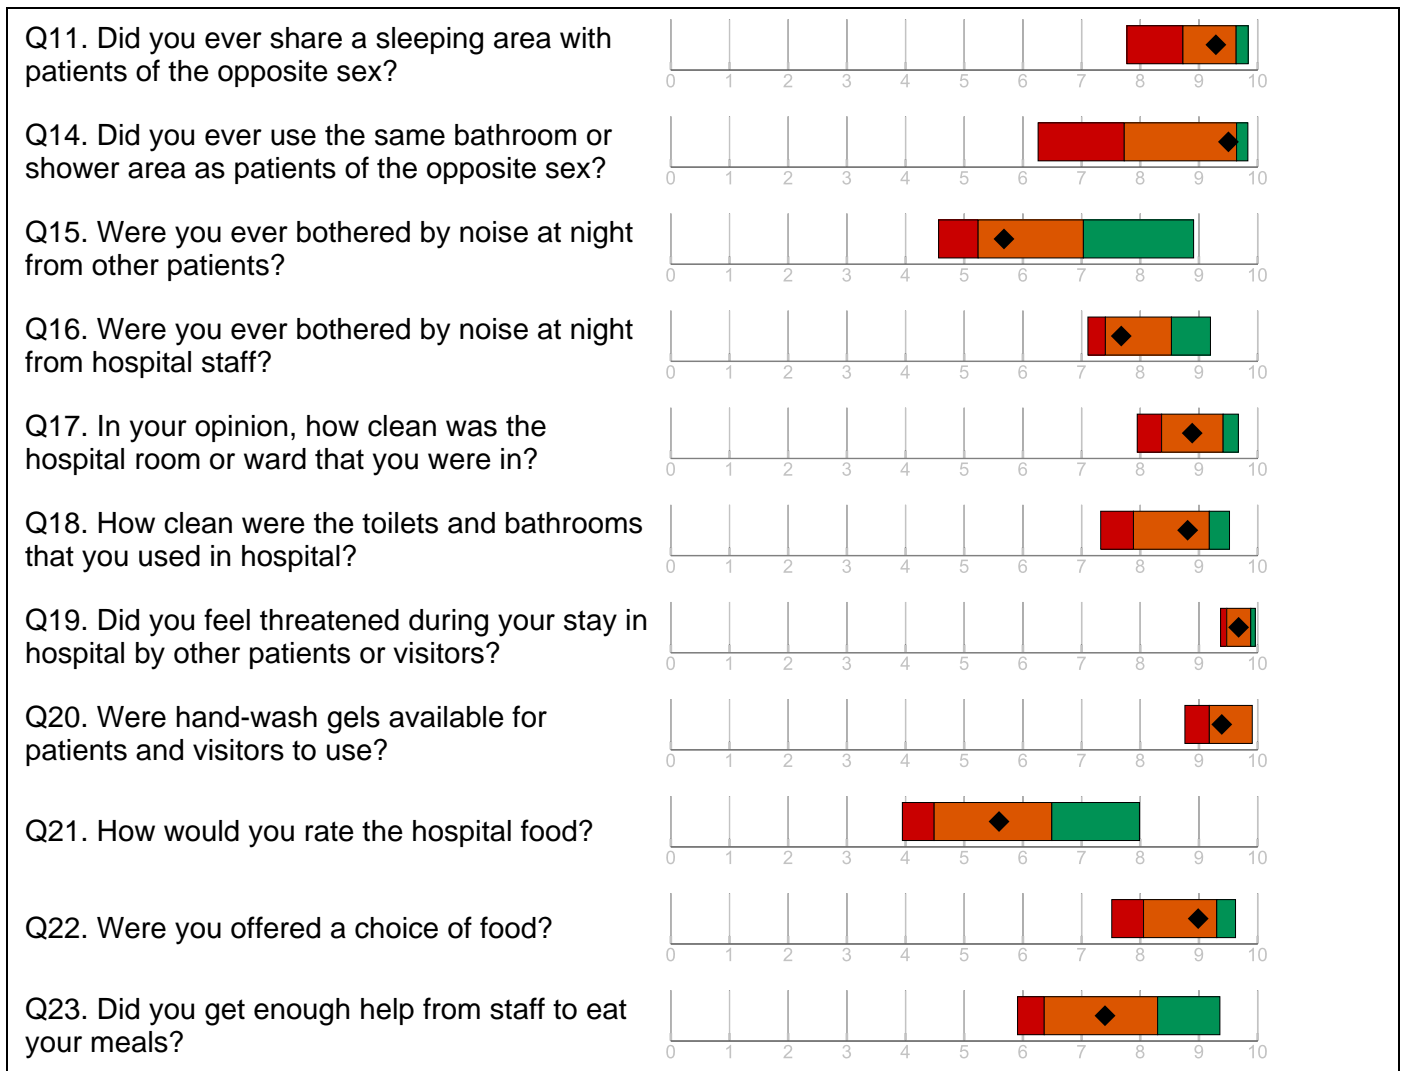 Q11. Did you ever share a sleeping area with
patients of the opposite sex?
0 1 2 3 4 5 6 7 8 9 10
Q14. Did you ever use the same bathroom or
shower area as patients of the opposite sex?
0 1 2 3 4 5 6 7 8 9 10
Q15. Were you ever bothered by noise at night
from other patients?
0 1 2 3 4 5 6 7 8 9 10
Q16. Were you ever bothered by noise at night
from hospital staff?
0 1 2 3 4 5 6 7 8 9 10
Q17. In your opinion, how clean was the
hospital room or ward that you were in?
0 1 2 3 4 5 6 7 8 9 10
Q18. How clean were the toilets and bathrooms
that you used in hospital?
0 1 2 3 4 5 6 7 8 9 10
Q19. Did you feel threatened during your stay in
hospital by other patients or visitors?
0 1 2 3 4 5 6 7 8 9 10
Q20. Were hand-wash gels available for
patients and visitors to use?
0 1 2 3 4 5 6 7 8 9 10
Q21. How would you rate the hospital food?
0 1 2 3 4 5 6 7 8 9 10
Q22. Were you offered a choice of food?
0 1 2 3 4 5 6 7 8 9 10
Q23. Did you get enough help from staff to eat
your meals?
0 1 2 3 4 5 6 7 8 9 10